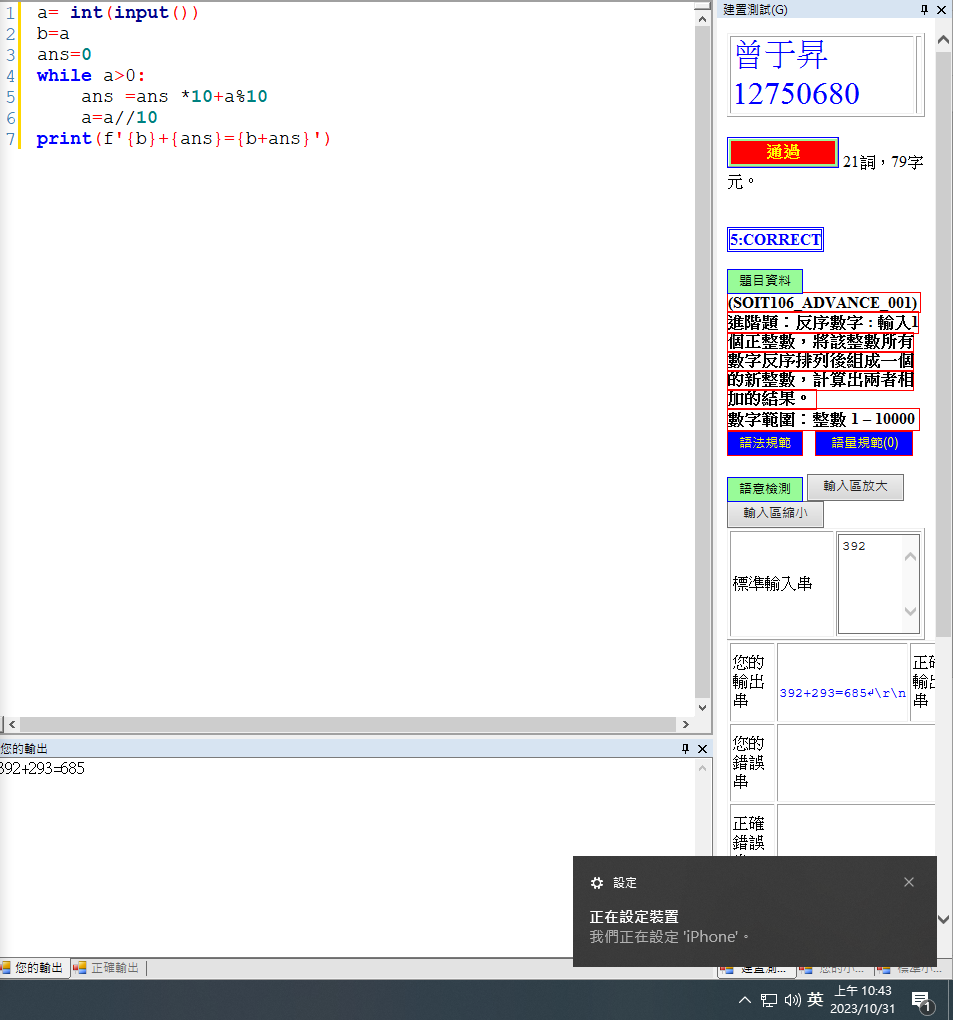 1 a= int(input())
2 b=a
3 ans=0
4 while a>0:
5     ans =ans *10+a%10
6     a=a//10
7 print(f'{b}+{ans}={b+ans}')
您的輸出
392+293=685
您的輸出 正確輸出
建置測試(G)
曾于昇
12750680
通過 21詞，79字
元。
5:CORRECT
題目資料
(SOIT106_ADVANCE_001)
進階題：反序數字：輸入1
個正整數，將該整數所有
數字反序排列後組成一個
的新整數，計算出兩者相
加的結果。
數字範圍：整數 1 – 10000
語法規範 語量規範(0)
語意檢測 輸入區放大
輸入區縮小
標準輸入串 392
您的
輸出
串
392+293=685↵\r\n
正確
輸出
串
您的
錯誤
串
正確
錯誤
設定
正在設定裝置
我們正在設定 'iPhone'。
建置測... 您的小... 標準小...
英
上午 10:43
2023/10/31
1